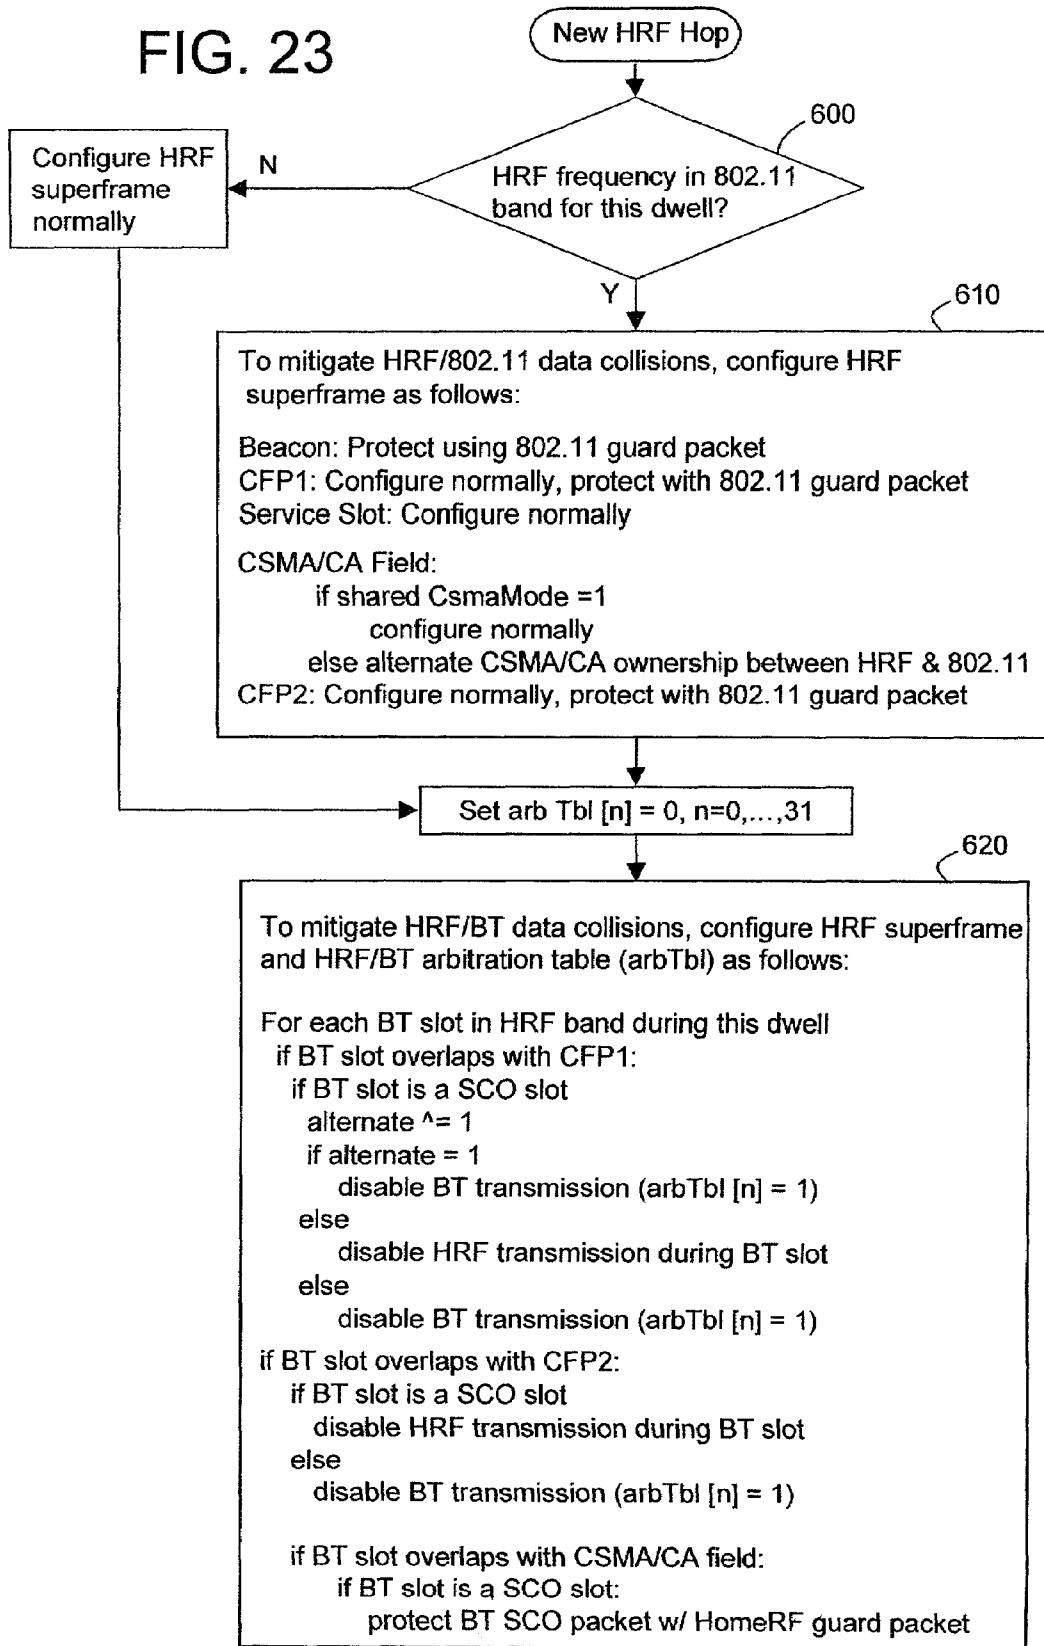 FIG. 23
New HRF Hop
600
HRF frequency in 802.11
band for this dwell?
N
Configure HRF
superframe
normally
Y
610
To mitigate HRF/802.11 data collisions, configure HRF
superframe as follows:
Beacon: Protect using 802.11 guard packet
CFP1: Configure normally, protect with 802.11 guard packet
Service Slot: Configure normally
CSMA/CA Field:
if shared CsmaMode =1
configure normally
else alternate CSMA/CA ownership between HRF & 802.11
CFP2: Configure normally, protect with 802.11 guard packet
Set arb Tbl [n] = 0, n=0,...,31
620
To mitigate HRF/BT data collisions, configure HRF superframe
and HRF/BT arbitration table (arbTbl) as follows:
For each BT slot in HRF band during this dwell
if BT slot overlaps with CFP1:
if BT slot is a SCO slot
alternate ^= 1
if alternate = 1
disable BT transmission (arbTbl [n] = 1)
else
disable HRF transmission during BT slot
else
disable BT transmission (arbTbl [n] = 1)
if BT slot overlaps with CFP2:
if BT slot is a SCO slot
disable HRF transmission during BT slot
else
disable BT transmission (arbTbl [n] = 1)
if BT slot overlaps with CSMA/CA field:
if BT slot is a SCO slot:
protect BT SCO packet w/ HomeRF guard packet